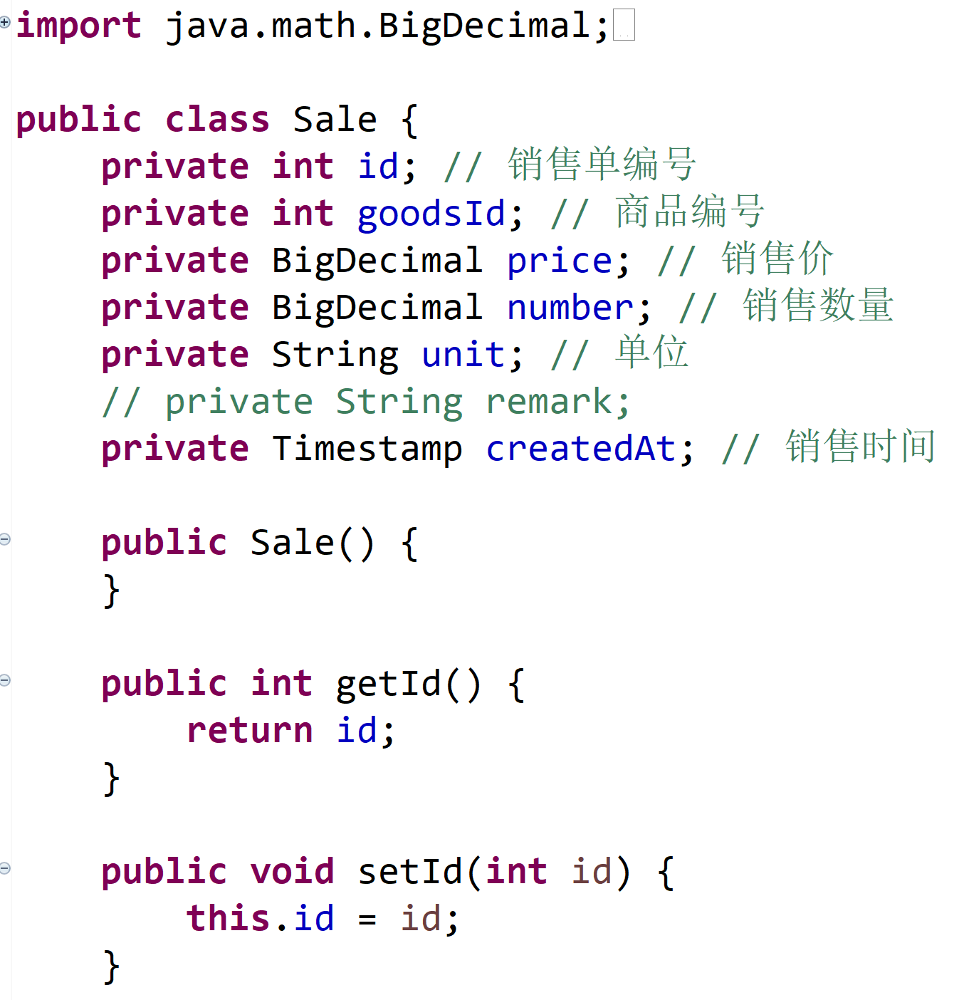 import java.math.BigDecimal;
public class Sale {
private int id; // 销售单编号
private int goodsId; // 商品编号
private BigDecimal price; // 销售价
private BigDecimal number; // 销售数量
private String unit; // 单位
// private String remark;
private Timestamp createdAt; // 销售时间
public Sale() {
}
public int getId() {
return id;
}
public void setId(int id) {
this.id = id;
}